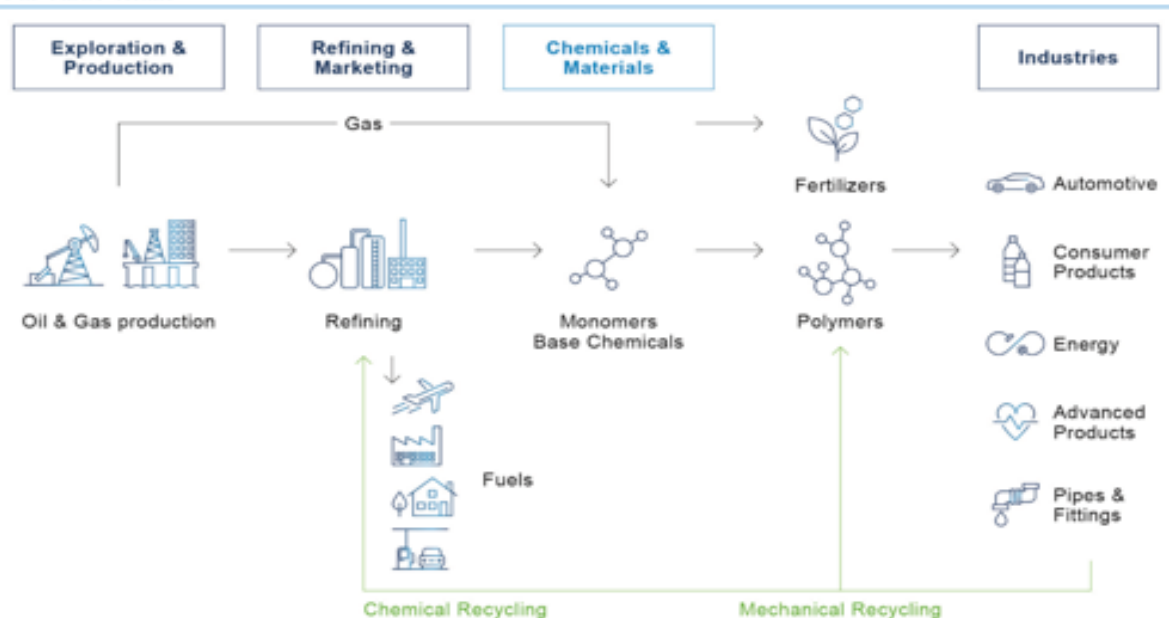 Exploration &
Production
Refining &
Marketing
Chemicals &
Materials
Industries
Gas
Fertilizers
Automotive
Consumer
Products
Oil & Gas production
Refining
Monomers
Base Chemicals
Polymers
Energy
Advanced
Products
Fuels
Pipes &
Fittings
Chemical Recycling
Mechanical Recycling